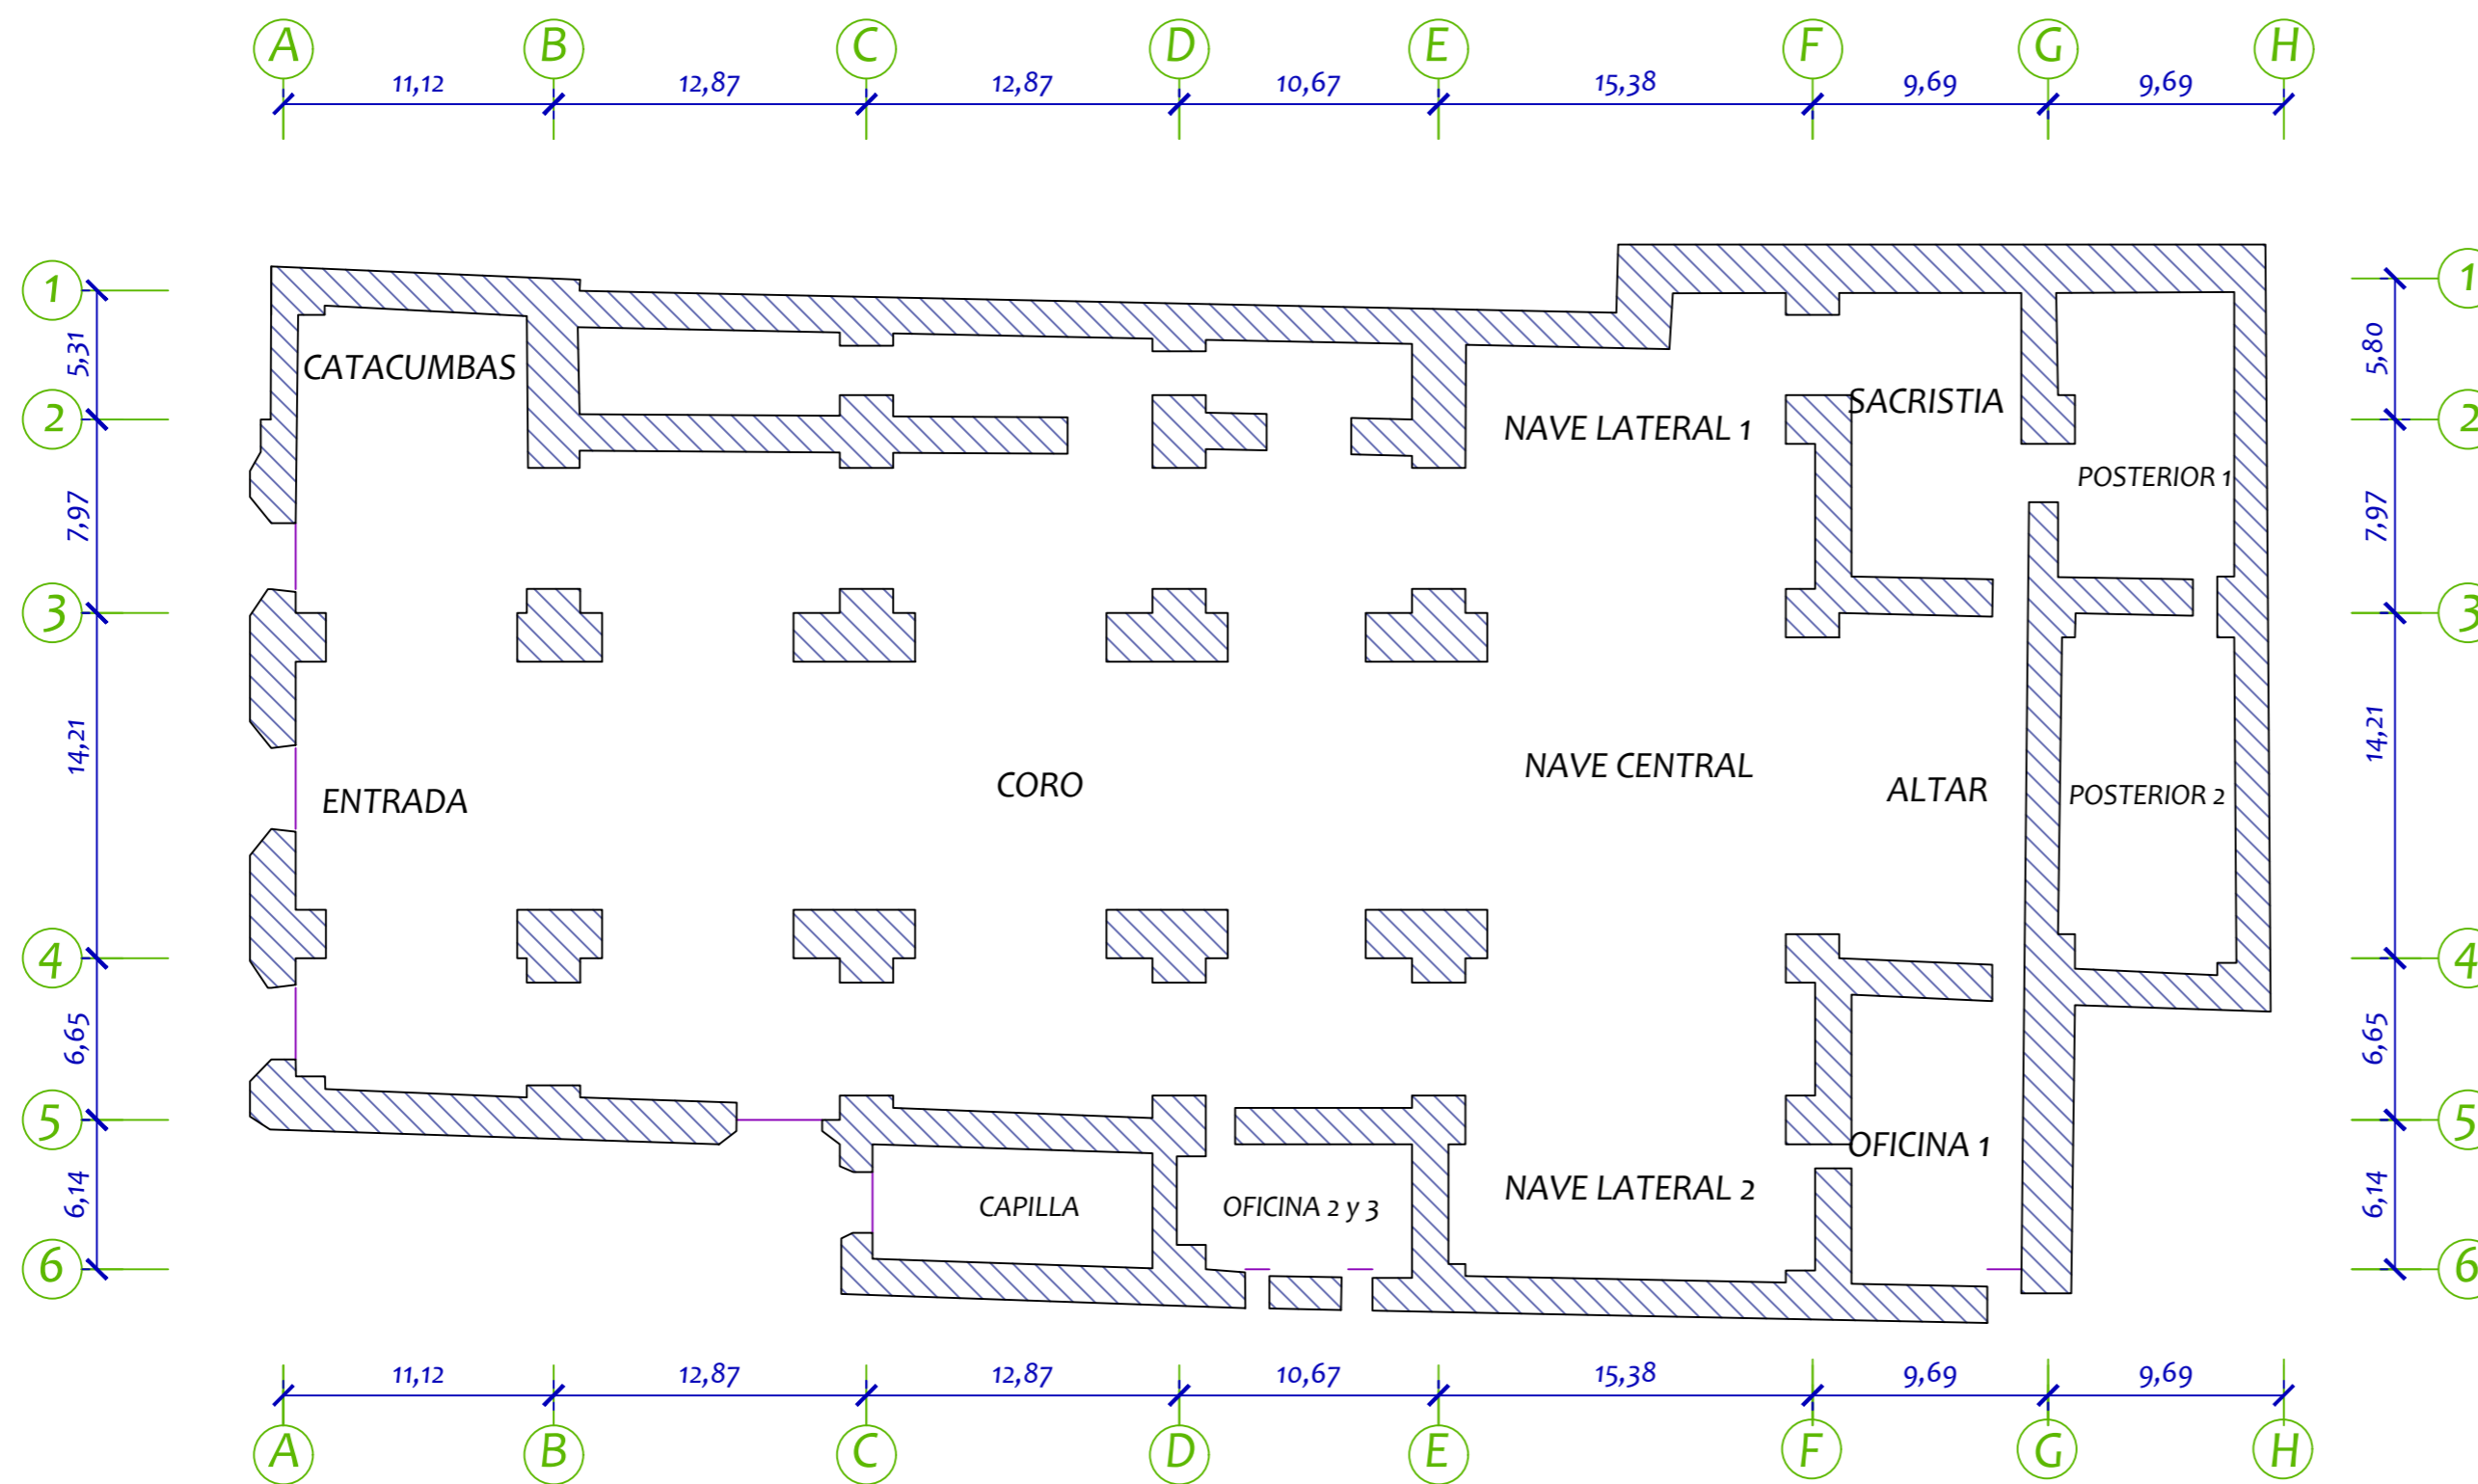 A B C D E F G H
11,12 12,87 12,87 10,67 15,38 9,69 9,69
1 1
5,31 5,80
CATACUMBAS
SACRISTIA
2 2
NAVE LATERAL 1
POSTERIOR 1
7,97 7,97
3 3
14,21 14,21
NAVE CENTRAL
CORO
ALTAR
POSTERIOR 2
ENTRADA
4 4
6,65 6,65
5 5
OFICINA 1
6,14 6,14
NAVE LATERAL 2
CAPILLA
OFICINA 2 y 3
6 6
11,12 12,87 12,87 10,67 15,38 9,69 9,69
A B C D E F G H